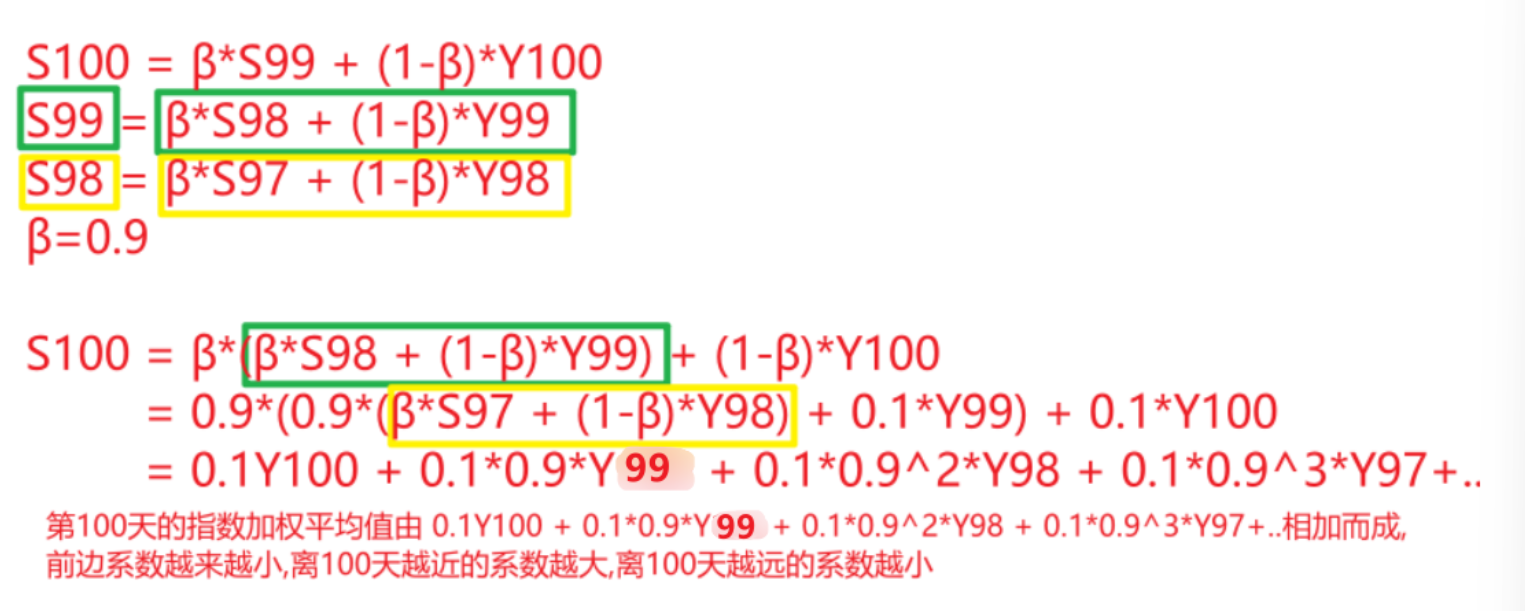 S100 = β*S99 + (1-β)*Y100
S99 = β*S98 + (1-β)*Y99
S98 = β*S97 + (1-β)*Y98
β=0.9
S100 = β*(β*S98 + (1-β)*Y99) + (1-β)*Y100
= 0.9*(0.9*(β*S97 + (1-β)*Y98) + 0.1*Y99) + 0.1*Y100
= 0.1Y100 + 0.1*0.9*Y 99 + 0.1*0.9^2*Y98 + 0.1*0.9^3*Y97+..
第100天的指数加权平均值由 0.1Y100 + 0.1*0.9*Y 99 + 0.1*0.9^2*Y98 + 0.1*0.9^3*Y97+..相加而成,
前边系数越来越小,离100天越近的系数越大,离100天越远的系数越小